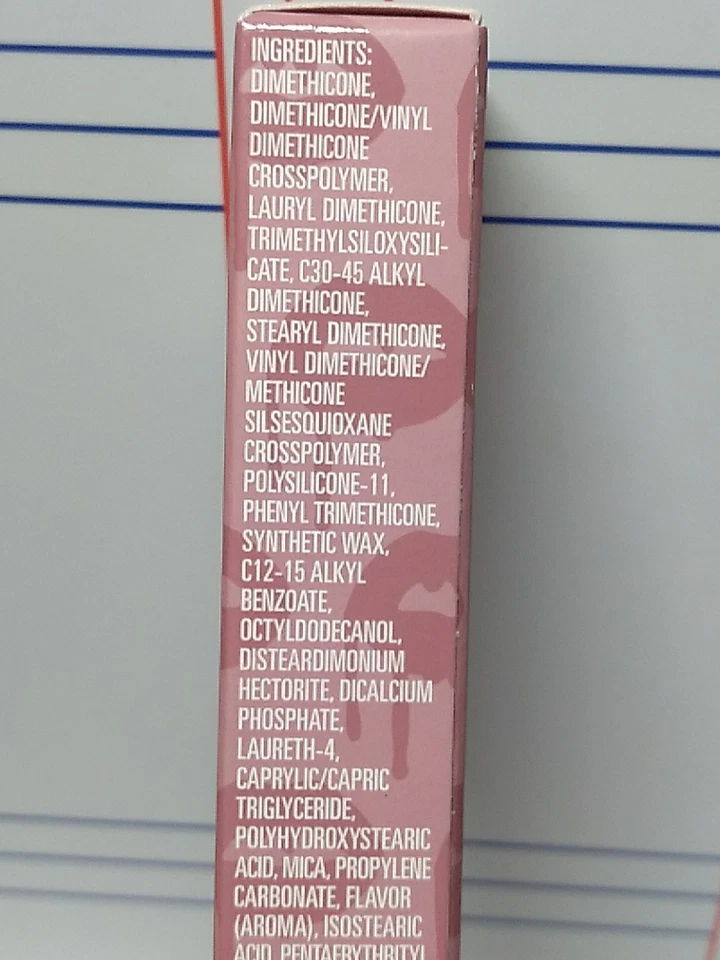 INGREDIENTS:
DIMETHICONE,
DIMETHICONE/VINYL
DIMETHICONE
CROSSPOLYMER,
LAURYL DIMETHICONE,
TRIMETHYLSILOXYSILI-
CATE, C30-45 ALKYL
DIMETHICONE,
STEARYL DIMETHICONE,
VINYL DIMETHICONE/
METHICONE
SILSESQUIOXANE
CROSSPOLYMER,
POLYSILICONE-11,
PHENYL TRIMETHICONE,
SYNTHETIC WAX,
C12-15 ALKYL
BENZOATE,
OCTYLDODECANOL,
DISTEARDIMONIUM
HECTORITE, DICALCIUM
PHOSPHATE,
LAURETH-4,
CAPRYLIC/CAPRIC
TRIGLYCERIDE,
POLYHYDROXYSTEARIC
ACID, MICA, PROPYLENE
CARBONATE, FLAVOR
(AROMA), ISOSTEARIC
ACID, PENTAERYTHRITYL